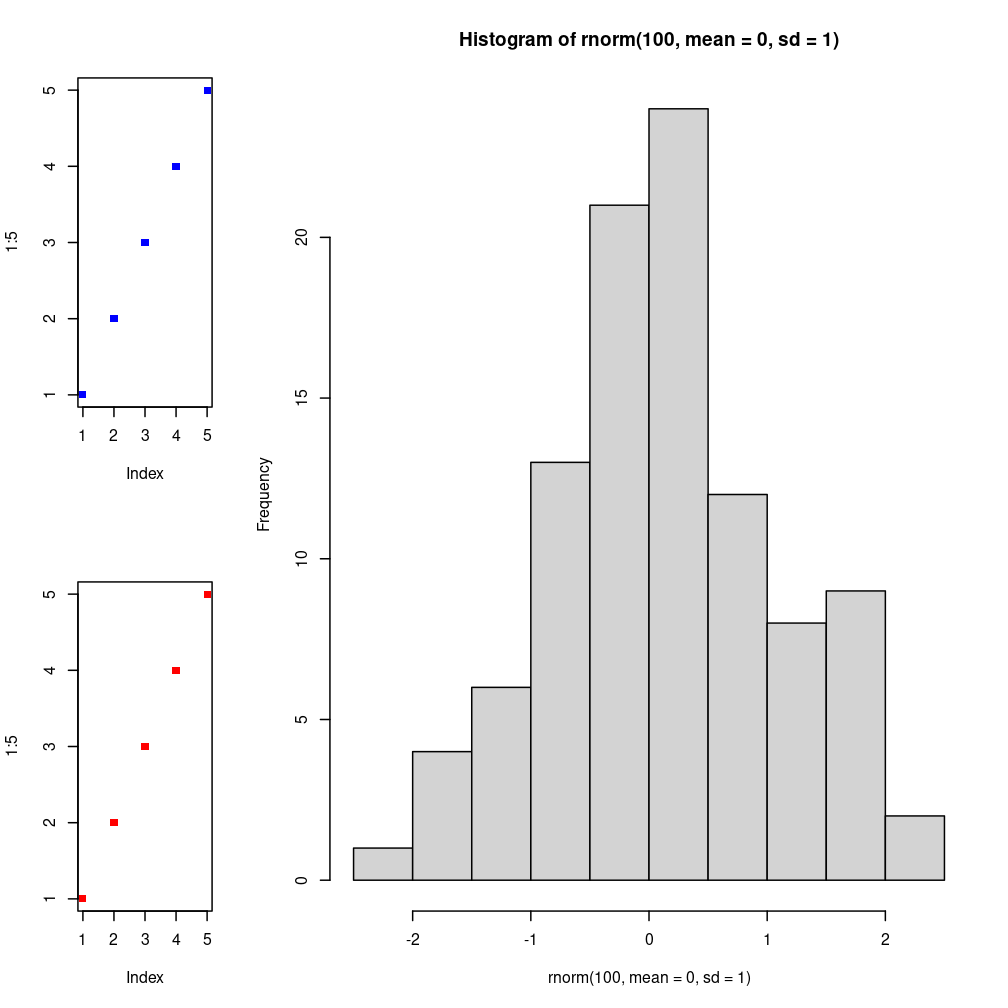 Histogram of rnorm(100, mean = 0, sd = 1)
5
4
3
2
1
1:5
1 2 3 4 5
Index
5
4
3
2
1
1:5
1 2 3 4 5
Index
20
15
10
5
0
Frequency
-2 -1 0 1 2
rnorm(100, mean = 0, sd = 1)